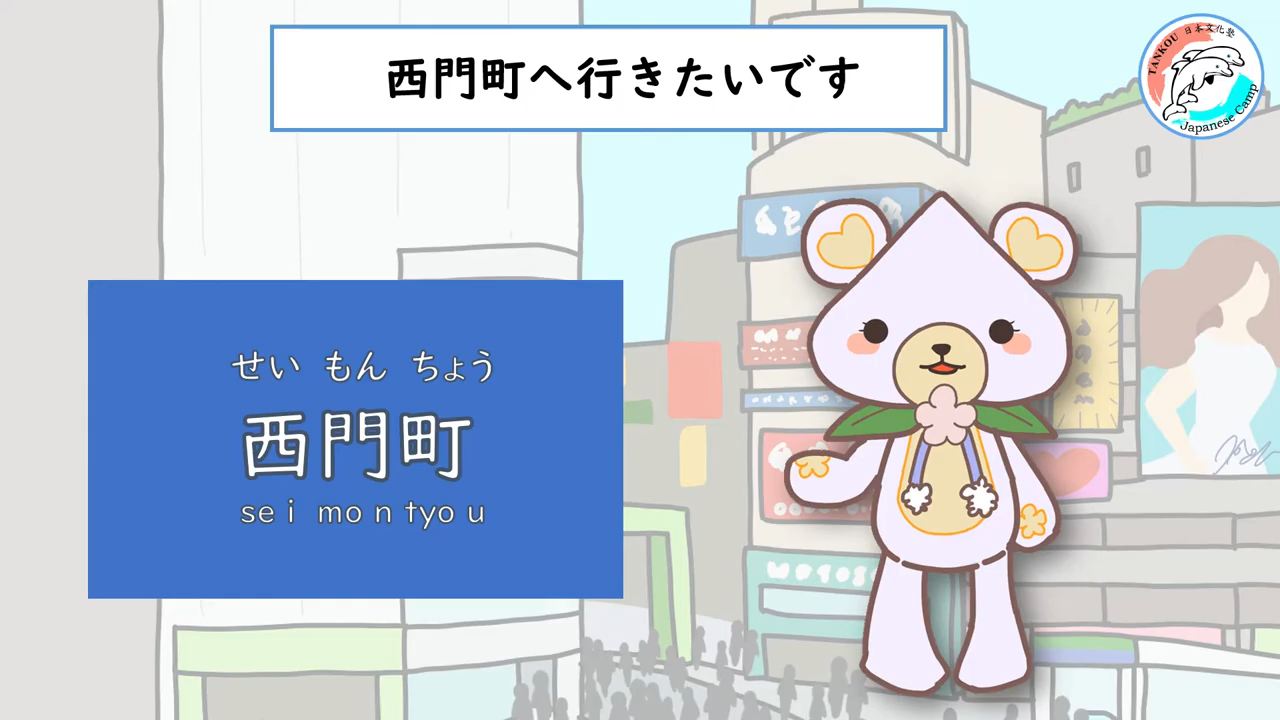 西門町へ行きたいです
TANKOU 日本文化塾
Japanese Camp
せい もん ちょう
西門町
se i mo n tyo u